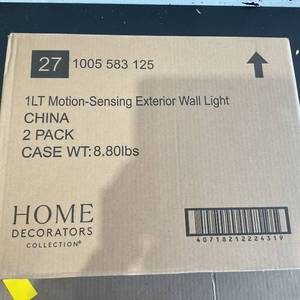 27 1005 583 125
1LT Motion-Sensing Exterior Wall Light
CHINA
2 PACK
CASE WT: 8.80lbs
HOME
DECORATORS
COLLECTION®
40718212224319